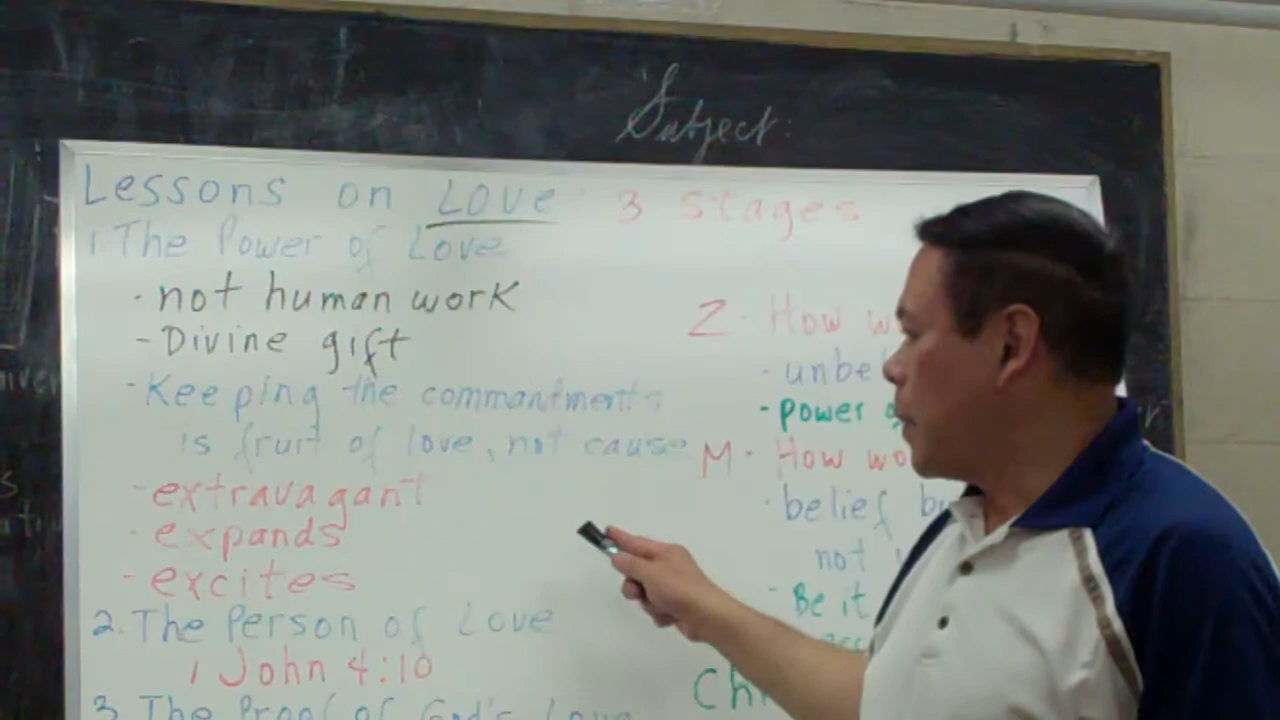 Subject:
Lessons on LOVE
1 The Power of Love
· not human work
- Divine gift
· Keeping the commandments
is fruit of love, not cause
- extravagant
· expands
- excites
2. The Person of Love
1 John 4:10
3 The Proof of God's Love
3 Stages
Z · How
· unbe
· power
M · How wo
· belief bu
not
- Be it
Ch